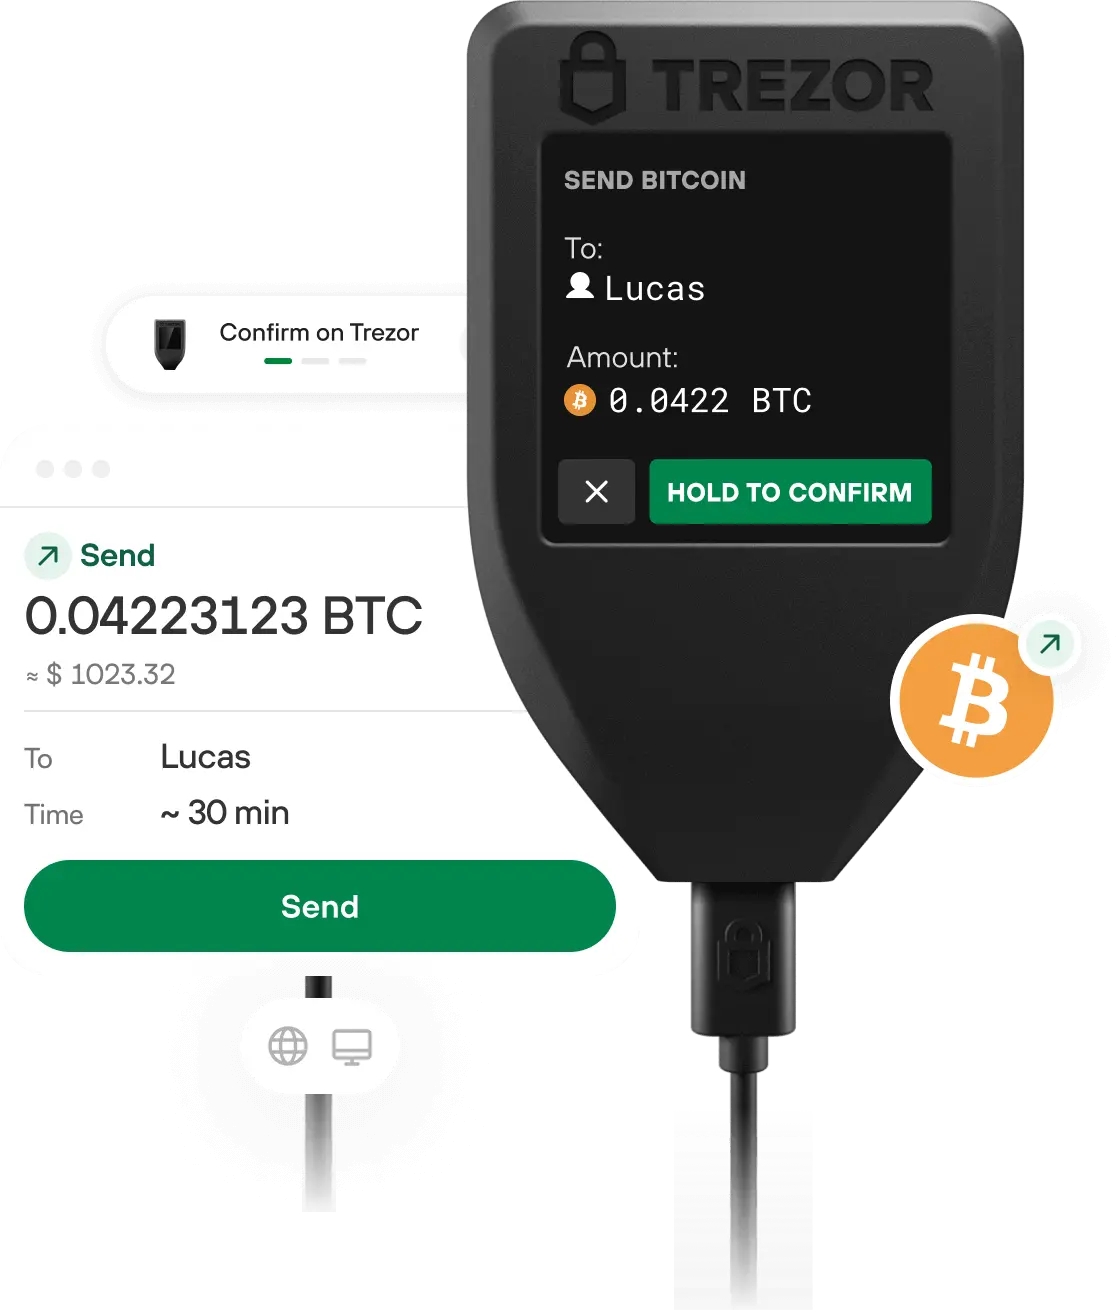 TREZOR
SEND BITCOIN
To:
Lucas
Amount:
0.0422 BTC
HOLD TO CONFIRM
Confirm on Trezor
Send
0.04223123 BTC
≈ $ 1023.32
To Lucas
Time ~ 30 min
Send